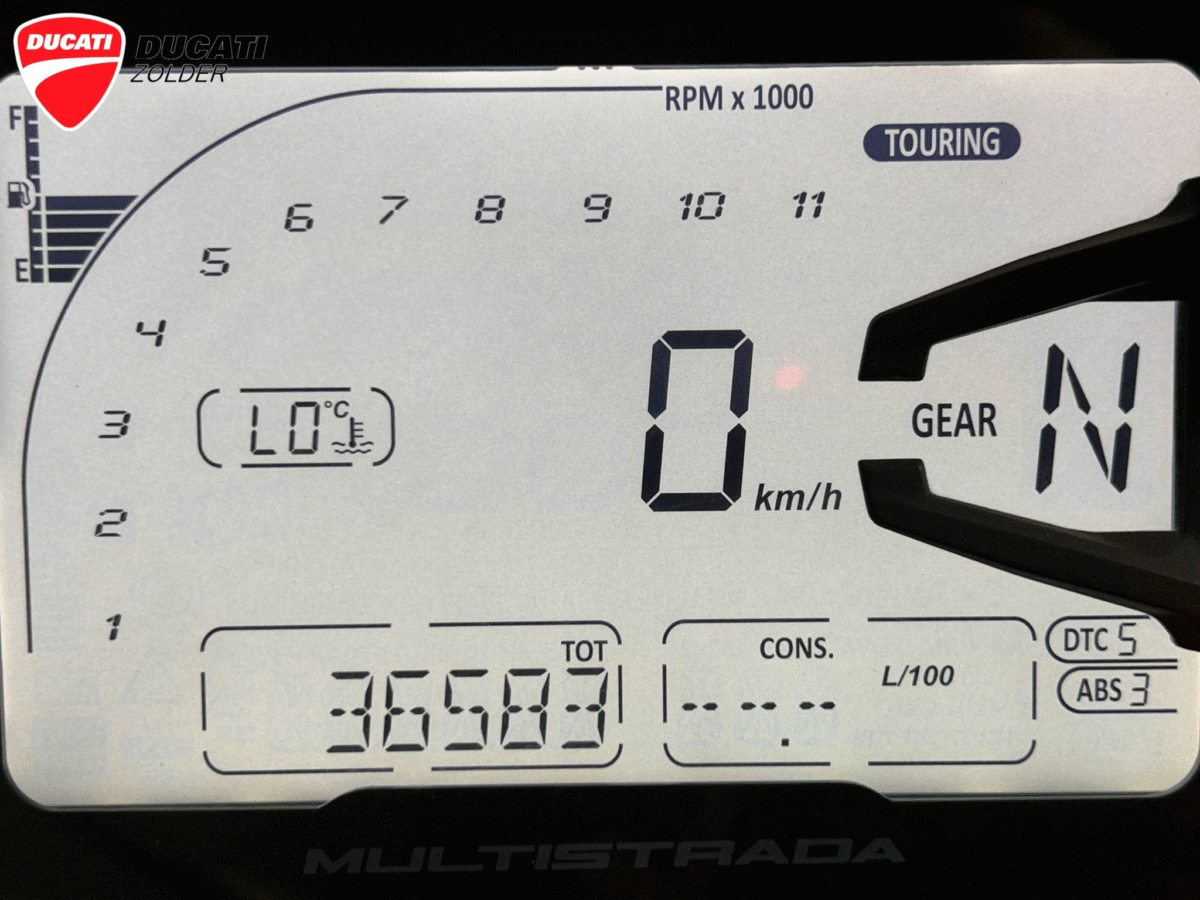 DUCATI
DUCATI
ZOLDER
RPM x 1000
F
TOURING
E
1
2
3
4
5
6
7
8
9
10
11
LO °C
0 km/h
GEAR N
TOT
36583
CONS.
L/100
-- -- . --
DTC 5
ABS 3
MULTISTRADA